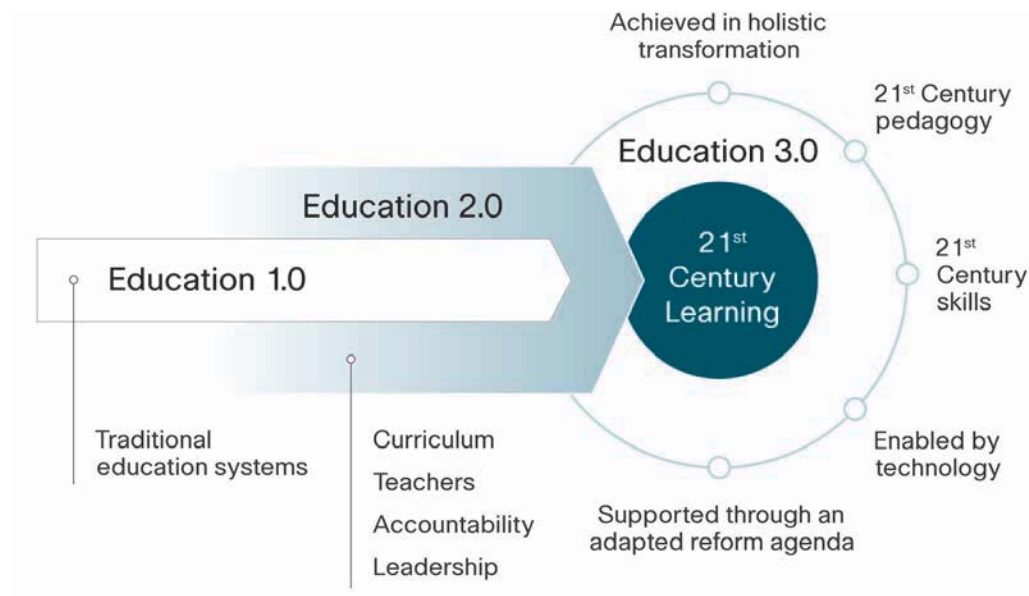 Achieved in holistic
transformation
21st Century
pedagogy
Education 3.0
Education 2.0
21st
Century
Learning
21st
Century
skills
Education 1.0
Traditional
education systems
Curriculum
Teachers
Accountability
Leadership
Enabled by
technology
Supported through an
adapted reform agenda